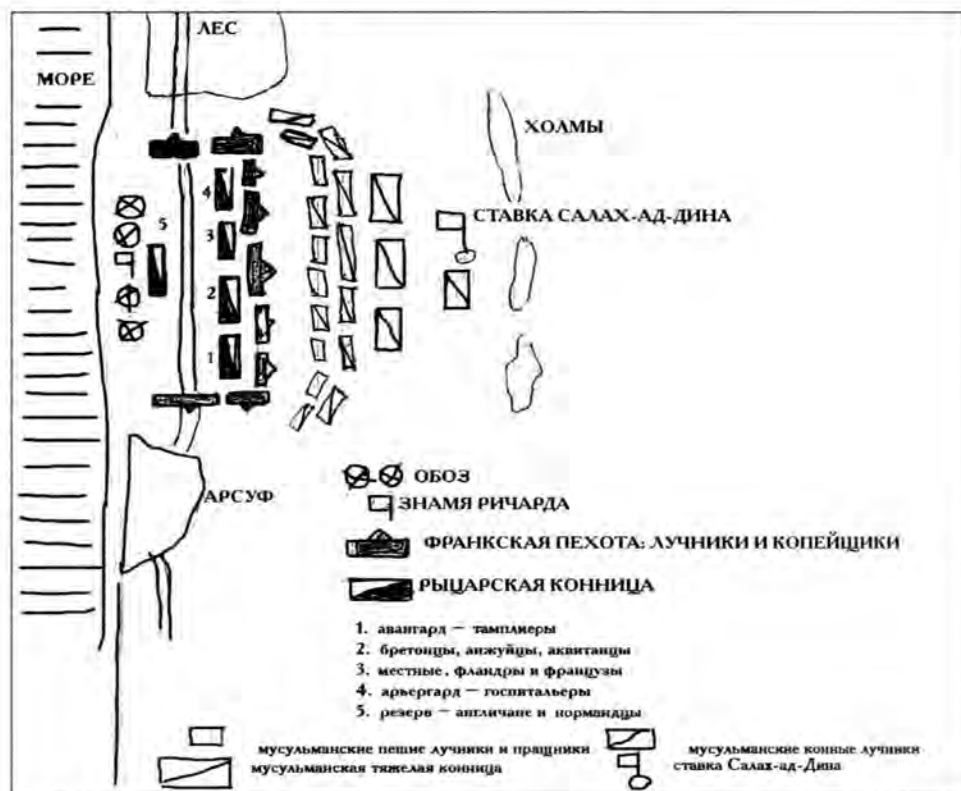 ЛЕС
МОРЕ
ХОЛМЫ
СТАВКА САЛАХ-АД-ДИНА
4
5
3
2
1
АРСУФ
ОБОЗ
ЗНАМЯ РИЧАРДА
ФРАНКСКАЯ ПЕХОТА: ЛУЧНИКИ И КОПЕЙЩИКИ
РЫЦАРСКАЯ КОННИЦА
1. авангард — тамплиеры
2. бретонцы, анжуйцы, аквитанцы
3. местные, фландры и французы
4. арьергард — госпитальеры
5. резерв — англичане и нормандцы
мусульманские пешие лучники и пращники
мусульманская тяжелая конница
мусульманские конные лучники
ставка Салах-ад-Дина